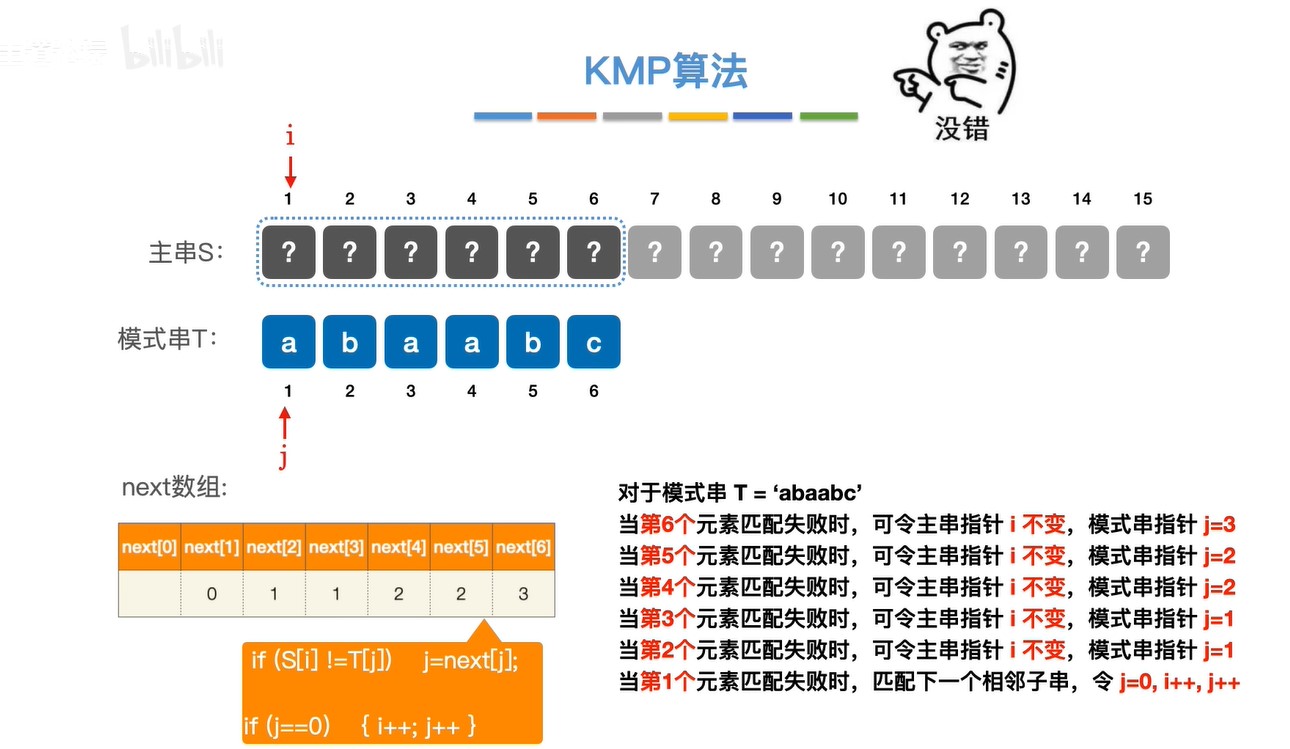 bilibili
KMP算法
没错
i
1 2 3 4 5 6 7 8 9 10 11 12 13 14 15
主串S: ? ? ? ? ? ? ? ? ? ? ? ? ? ? ?
模式串T: a b a a b c
1 2 3 4 5 6
j
next数组:
next[0] next[1] next[2] next[3] next[4] next[5] next[6]
0 1 1 2 2 3
if (S[i] !=T[j]) j=next[j];
if (j==0) { i++; j++ }
对于模式串 T = ‘abaabc’
当第6个元素匹配失败时，可令主串指针 i 不变，模式串指针 j=3
当第5个元素匹配失败时，可令主串指针 i 不变，模式串指针 j=2
当第4个元素匹配失败时，可令主串指针 i 不变，模式串指针 j=2
当第3个元素匹配失败时，可令主串指针 i 不变，模式串指针 j=1
当第2个元素匹配失败时，可令主串指针 i 不变，模式串指针 j=1
当第1个元素匹配失败时，匹配下一个相邻子串，令 j=0, i++, j++